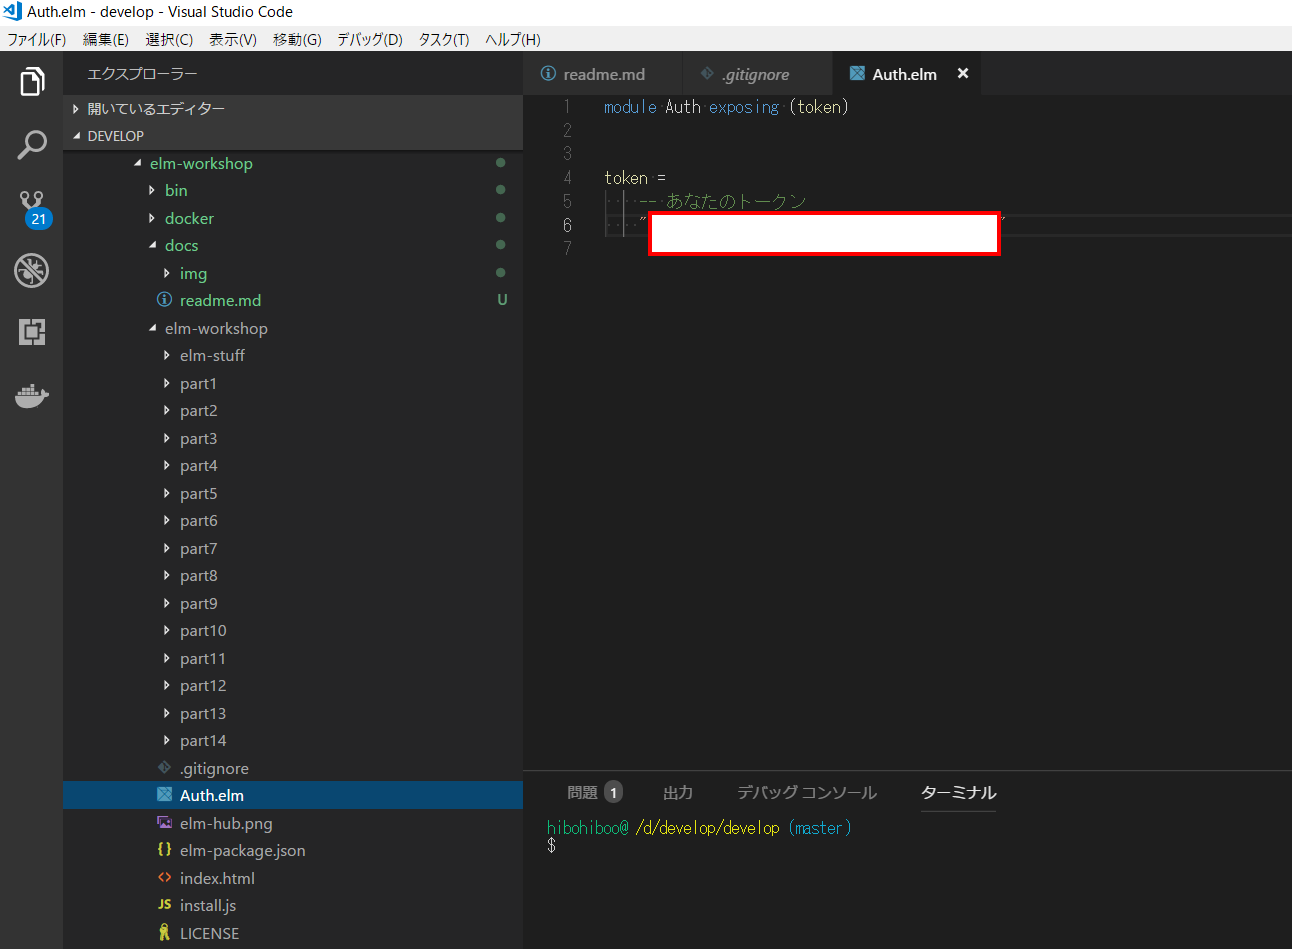 Auth.elm - develop - Visual Studio Code
ファイル(F) 編集(E) 選択(C) 表示(V) 移動(G) デバッグ(D) タスク(T) ヘルプ(H)
エクスプローラー
開いているエディター
DEVELOP
elm-workshop
bin
docker
docs
img
readme.md U
elm-workshop
elm-stuff
part1
part2
part3
part4
part5
part6
part7
part8
part9
part10
part11
part12
part13
part14
.gitignore
Auth.elm
elm-hub.png
elm-package.json
index.html
JS install.js
LICENSE
21
readme.md .gitignore Auth.elm ×
1 module Auth exposing (token)
2
3
4 token =
5 -- あなたのトークン
6 " "
7
問題 1 出力 デバッグ コンソール ターミナル
hibohiboo@ /d/develop/develop (master)
$